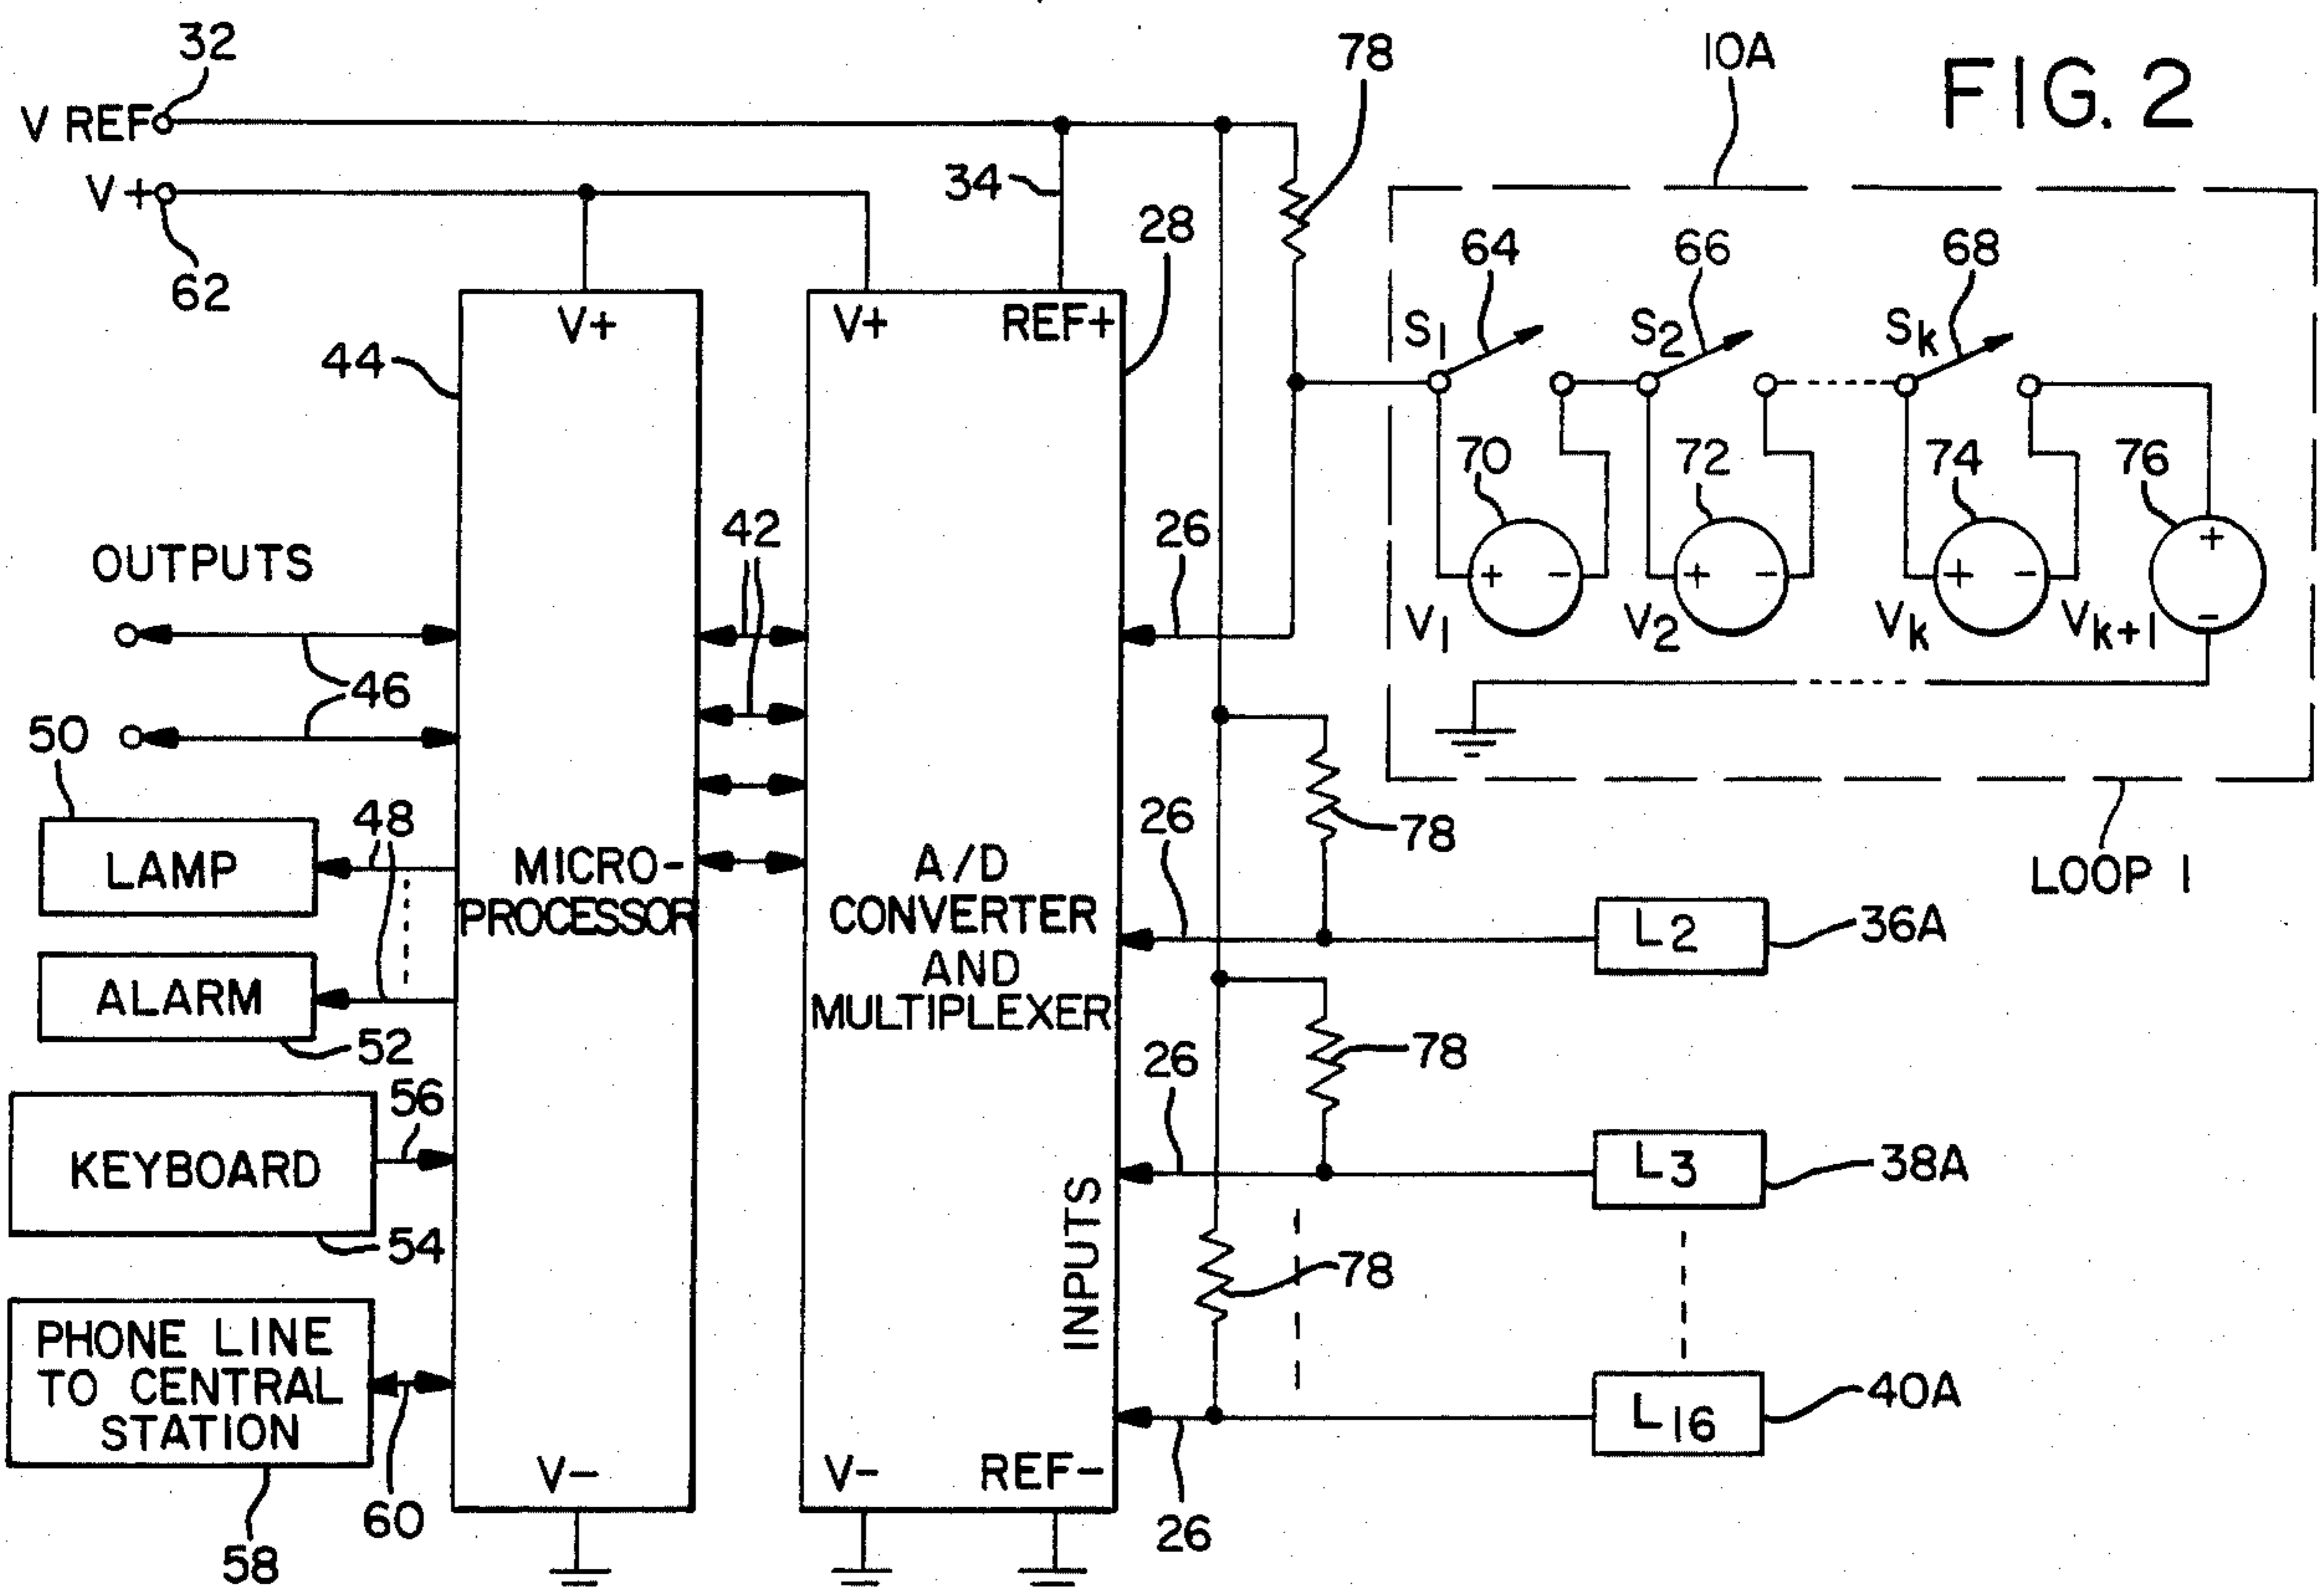 FIG. 2
32
V REF
V+
62
34
28
78
10A
64
66
68
S1
S2
Sk
70
72
74
76
+ -
+ -
+ -
+
-
V1
V2
Vk
Vk+1
LOOP 1
44
V+
MICRO-
PROCESSOR
V-
42
V+
REF+
A/D
CONVERTER
AND
MULTIPLEXER
INPUTS
V-
REF-
26
26
26
26
78
78
78
L2
36A
L3
38A
L16
40A
OUTPUTS
46
50
48
LAMP
ALARM
52
56
KEYBOARD
54
PHONE LINE
TO CENTRAL
STATION
60
58